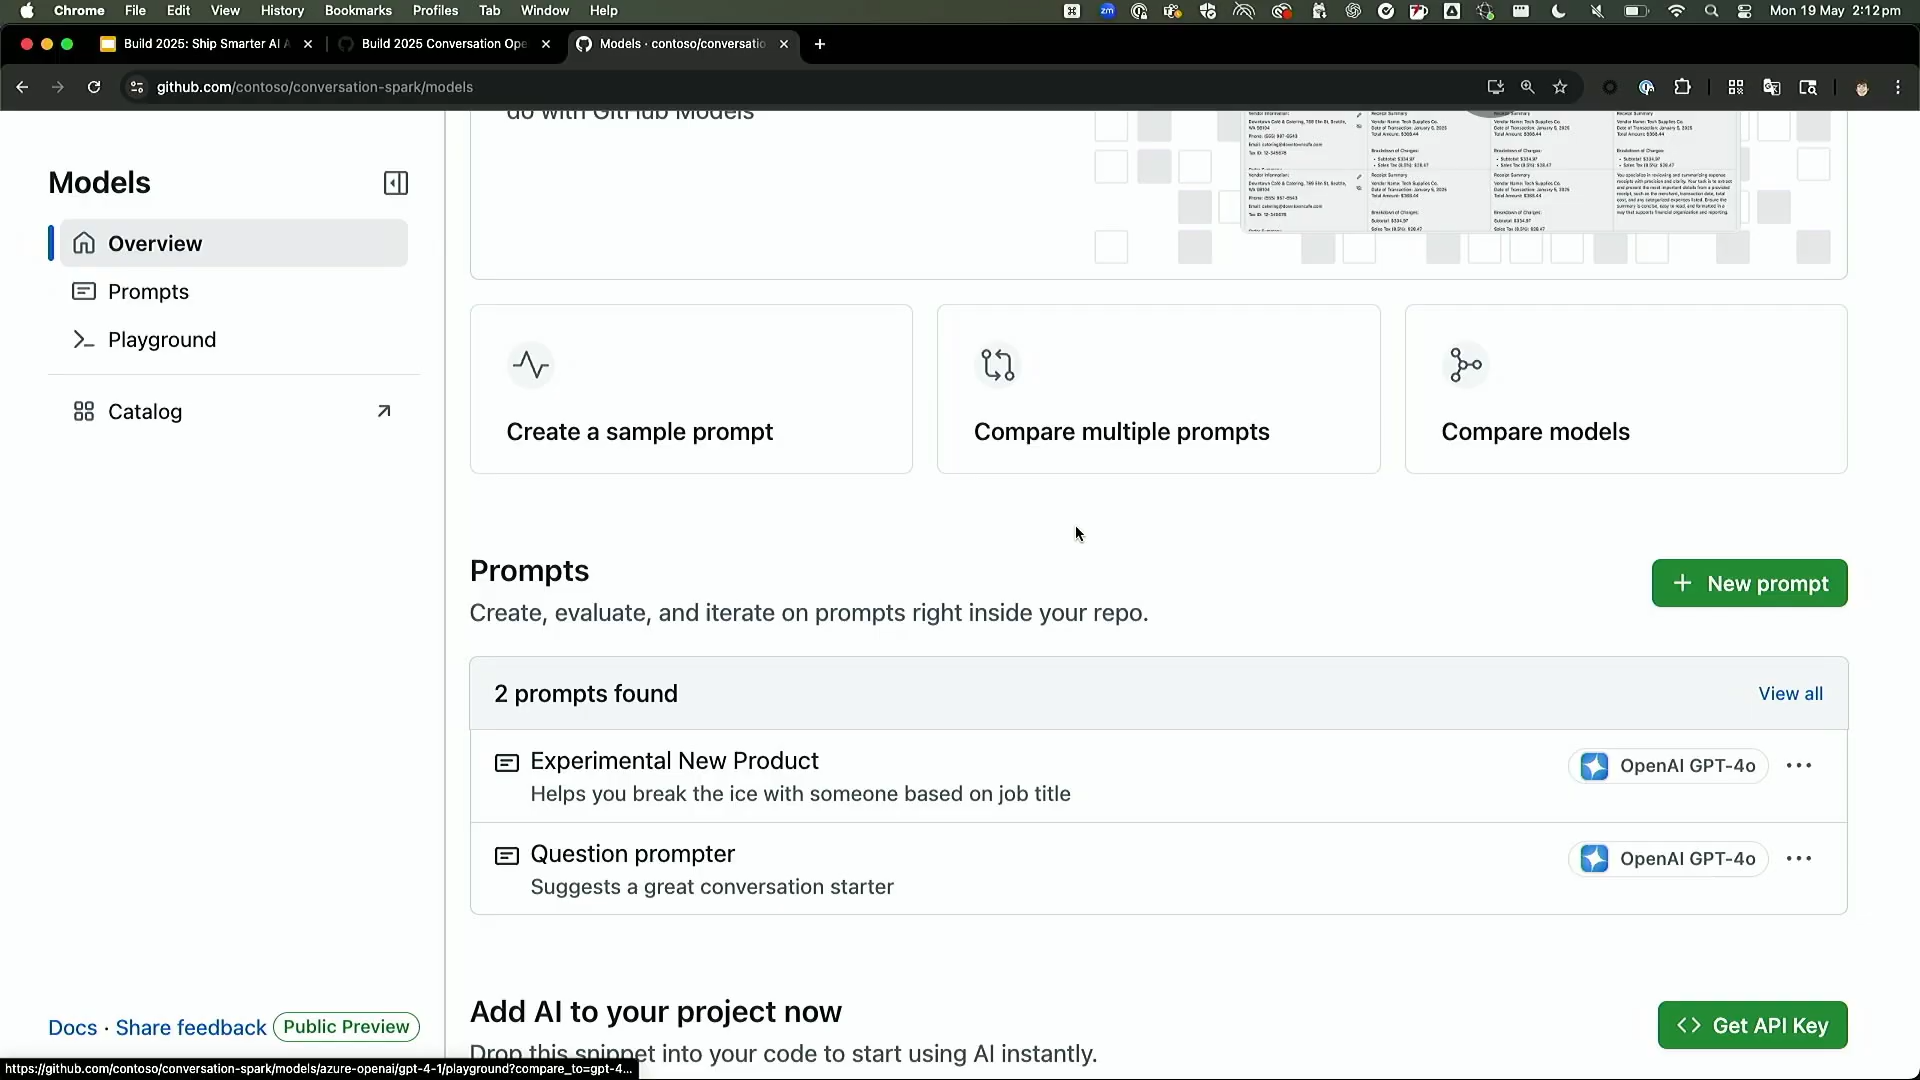 Chrome File Edit View History Bookmarks Profiles Tab Window Help
zm
Mon 19 May 2:12 pm
Build 2025: Ship Smarter AI A
Build 2025 Conversation Ope
Models · contoso/conversatio
github.com/contoso/conversation-spark/models
Models
Overview
Prompts
Playground
Catalog
Docs · Share feedback
Public Preview
do with GitHub Models
Create a sample prompt
Compare multiple prompts
Compare models
Prompts
New prompt
Create, evaluate, and iterate on prompts right inside your repo.
2 prompts found
View all
Experimental New Product
OpenAI GPT-4o
Helps you break the ice with someone based on job title
Question prompter
OpenAI GPT-4o
Suggests a great conversation starter
Add AI to your project now
Get API Key
Drop this snippet into your code to start using AI instantly.
https://github.com/contoso/conversation-spark/models/azure-openai/gpt-4-1/playground?compare_to=gpt-4...